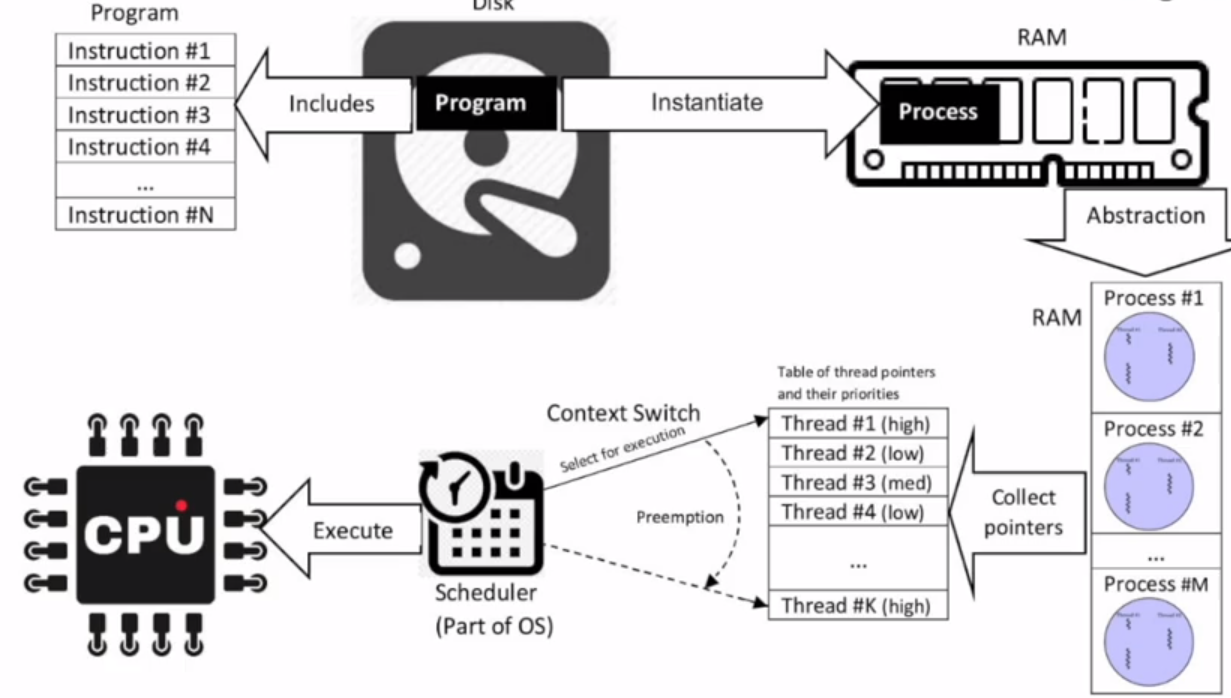 Program
Disk
Instruction #1
Instruction #2
Instruction #3
Instruction #4
...
Instruction #N
Includes
Program
Instantiate
RAM
Process
Abstraction
RAM
Process #1
Process #2
...
Process #M
Collect
pointers
Table of thread pointers
and their priorities
Thread #1 (high)
Thread #2 (low)
Thread #3 (med)
Thread #4 (low)
...
Thread #K (high)
Context Switch
Select for execution
Preemption
Scheduler
(Part of OS)
Execute
CPU